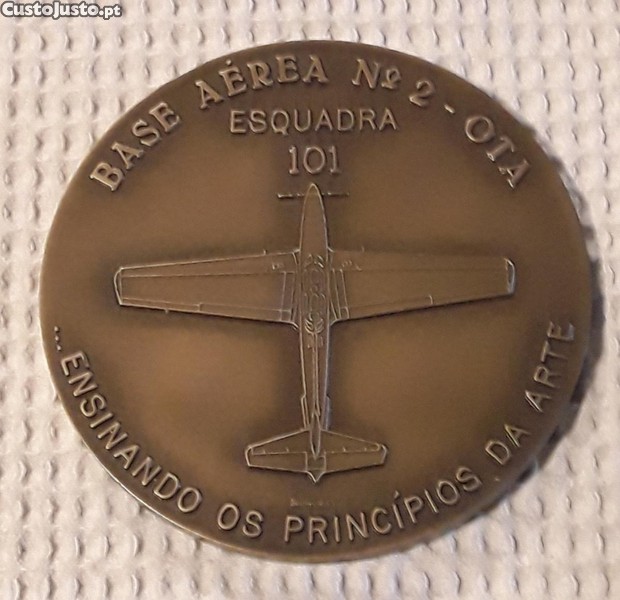 CustoJusto.pt
BASE AÉREA Nº 2 - OTA
ESQUADRA
101
...ENSINANDO OS PRINCÍPIOS DA ARTE